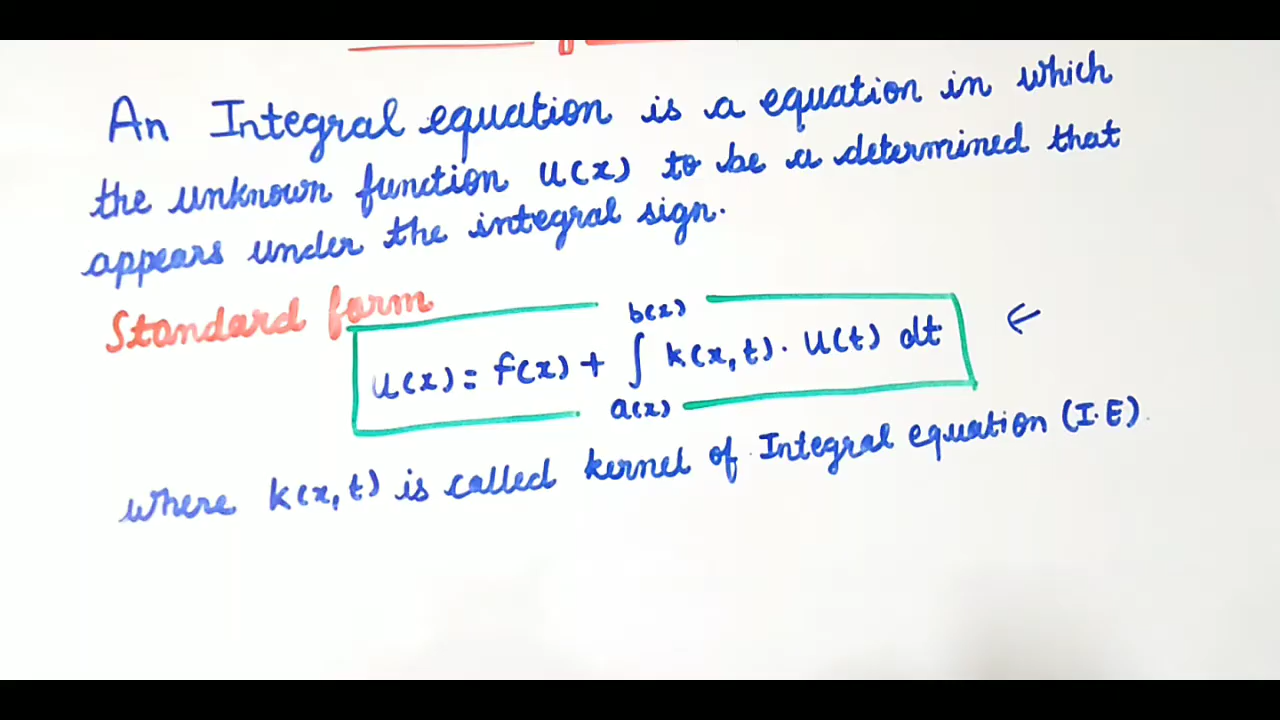 An Integral equation is a equation in which
the unknown function u(x) to be a determined that
appears under the integral sign.
Standard form
u(x) = f(x) + ∫ k(x,t) · u(t) dt
b(x)
a(x)
←
where k(x,t) is called kernel of Integral equation (I.E).